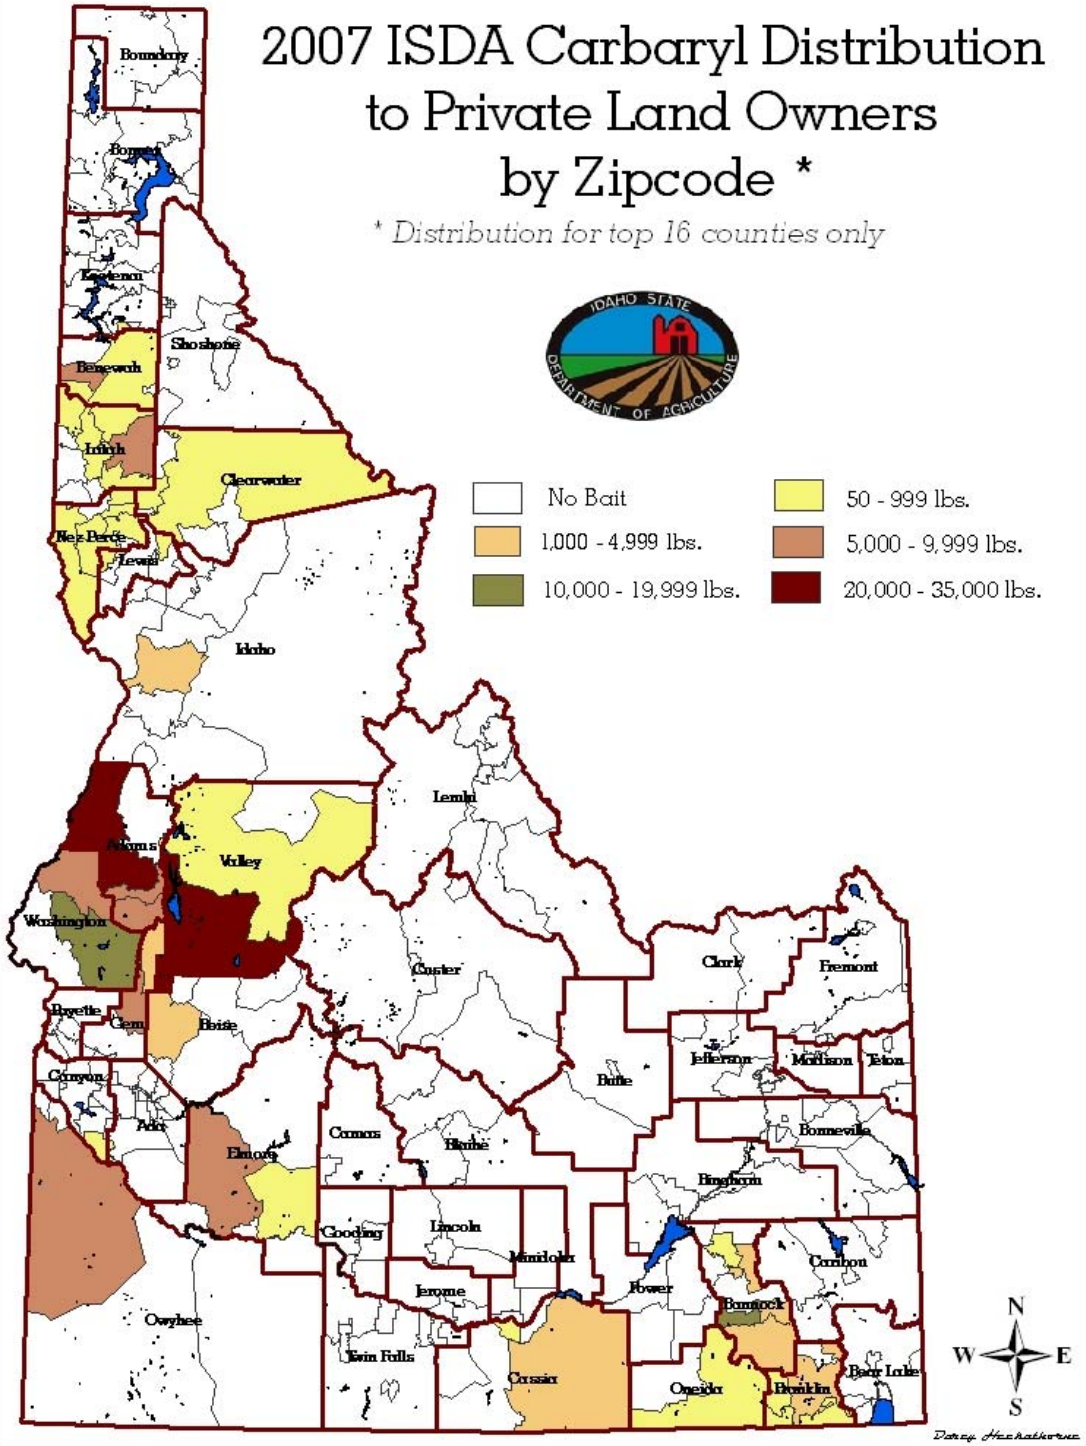 2007 ISDA Carbaryl Distribution
to Private Land Owners
by Zipcode *
* Distribution for top 16 counties only
IDAHO STATE
DEPARTMENT OF AGRICULTURE
No Bait
50 - 999 lbs.
1,000 - 4,999 lbs.
5,000 - 9,999 lbs.
10,000 - 19,999 lbs.
20,000 - 35,000 lbs.
Boundary
Bonner
Kootenai
Shoshone
Benewah
Latah
Clearwater
Nez Perce
Lewis
Idaho
Lemhi
Adams
Valley
Washington
Custer
Clark
Fremont
Payette
Gem
Boise
Jefferson
Madison
Teton
Canyon
Butte
Ada
Camas
Blaine
Bonneville
Elmore
Bingham
Gooding
Lincoln
Minidoka
Caribou
Jerome
Power
Bannock
Owyhee
Twin Falls
Cassia
Oneida
Franklin
Bear Lake
N
W E
S
Darcy Heckathorne